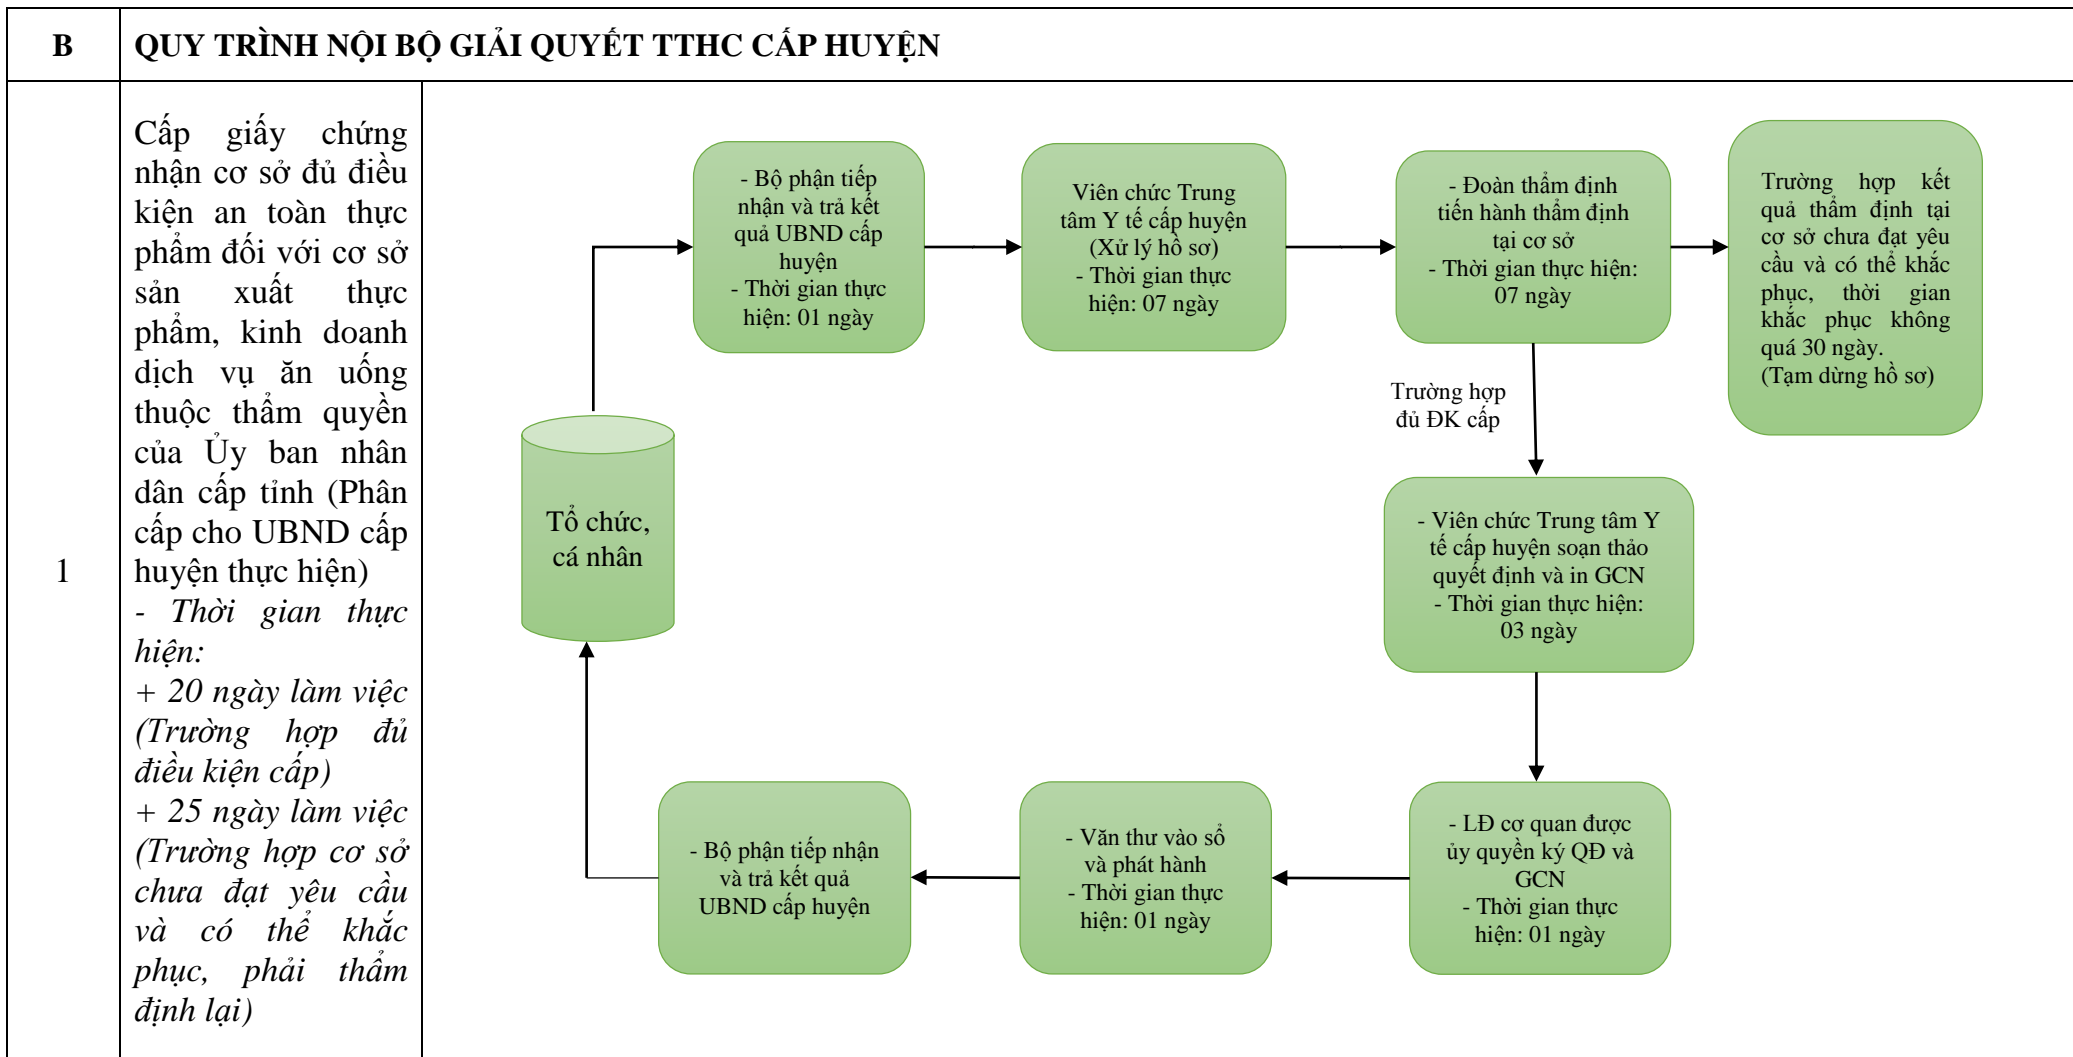 B
QUY TRÌNH NỘI BỘ GIẢI QUYẾT TTHC CẤP HUYỆN
1
Cấp giấy chứng
nhận cơ sở đủ điều
kiện an toàn thực
phẩm đối với cơ sở
sản xuất thực
phẩm, kinh doanh
dịch vụ ăn uống
thuộc thẩm quyền
của Ủy ban nhân
dân cấp tỉnh (Phân
cấp cho UBND cấp
huyện thực hiện)
- Thời gian thực
hiện:
+ 20 ngày làm việc
(Trường hợp đủ
điều kiện cấp)
+ 25 ngày làm việc
(Trường hợp cơ sở
chưa đạt yêu cầu
và có thể khắc
phục, phải thẩm
định lại)
Tổ chức,
cá nhân
- Bộ phận tiếp
nhận và trả kết
quả UBND cấp
huyện
- Thời gian thực
hiện: 01 ngày
Viên chức Trung
tâm Y tế cấp huyện
(Xử lý hồ sơ)
- Thời gian thực
hiện: 07 ngày
- Đoàn thẩm định
tiến hành thẩm định
tại cơ sở
- Thời gian thực hiện:
07 ngày
Trường hợp kết
quả thẩm định tại
cơ sở chưa đạt yêu
cầu và có thể khắc
phục, thời gian
khắc phục không
quá 30 ngày.
(Tạm dừng hồ sơ)
Trường hợp
đủ ĐK cấp
- Viên chức Trung tâm Y
tế cấp huyện soạn thảo
quyết định và in GCN
- Thời gian thực hiện:
03 ngày
- LĐ cơ quan được
ủy quyền ký QĐ và
GCN
- Thời gian thực
hiện: 01 ngày
- Văn thư vào sổ
và phát hành
- Thời gian thực
hiện: 01 ngày
- Bộ phận tiếp nhận
và trả kết quả
UBND cấp huyện